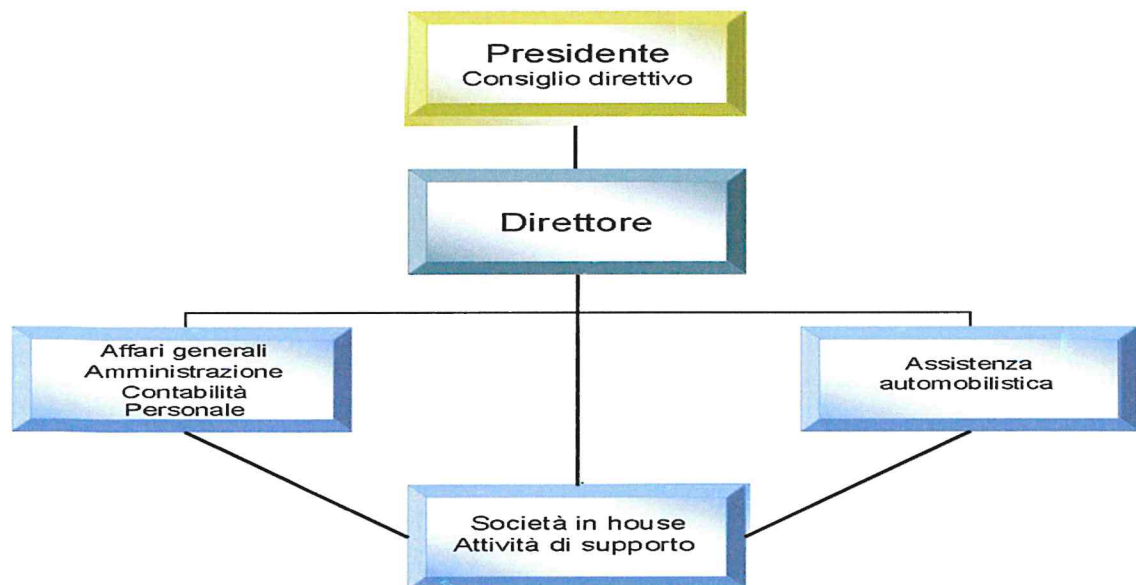 Presidente
Consiglio direttivo
Direttore
Affari generali
Amministrazione
Contabilità
Personale
Assistenza
automobilistica
Società in house
Attività di supporto